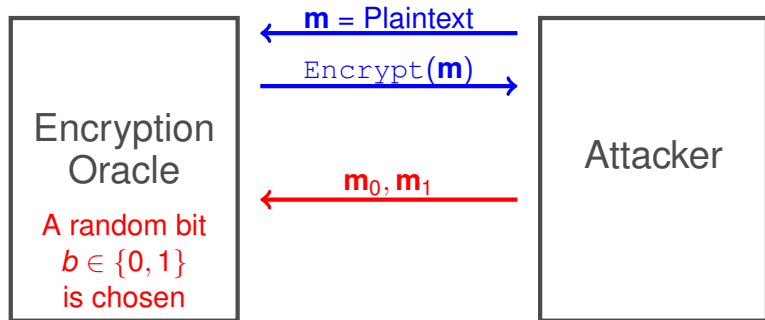 m = Plaintext
Encrypt(m)
Encryption
Oracle
Attacker
m₀, m₁
A random bit
b ∈ {0, 1}
is chosen